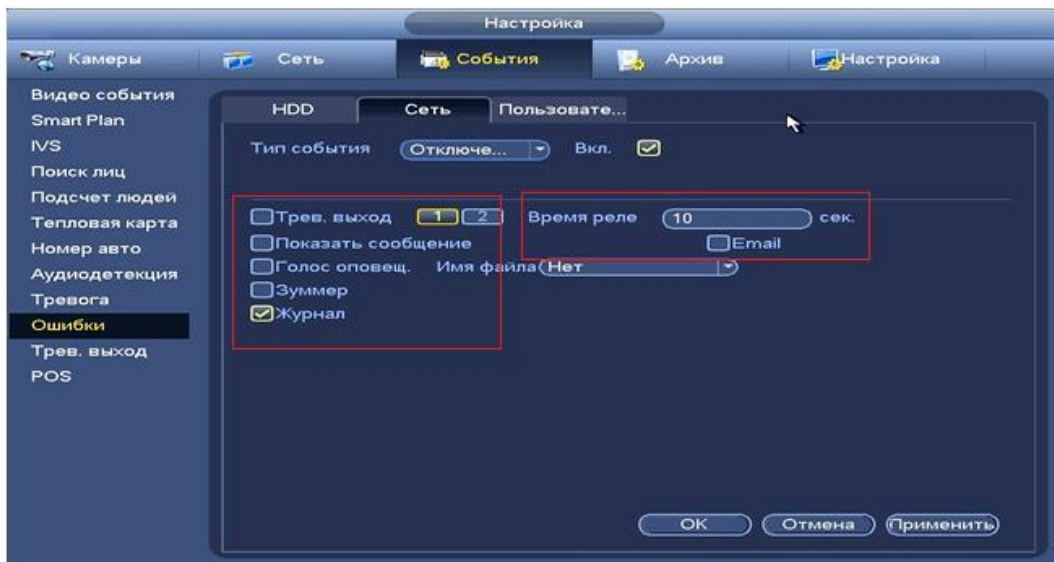 Настройка
Камеры Сеть События Архив Настройка
Видео события
Smart Plan
IVS
Поиск лиц
Подсчет людей
Тепловая карта
Номер авто
Аудиодетекция
Тревога
Ошибки
Трев. выход
POS
HDD Сеть Пользовате...
Тип события Отключе... Вкл.
Трев. выход 1 2 Время реле 10 сек.
Показать сообщение Email
Голос оповещ. Имя файла Нет
Зуммер
Журнал
OK Отмена Применить